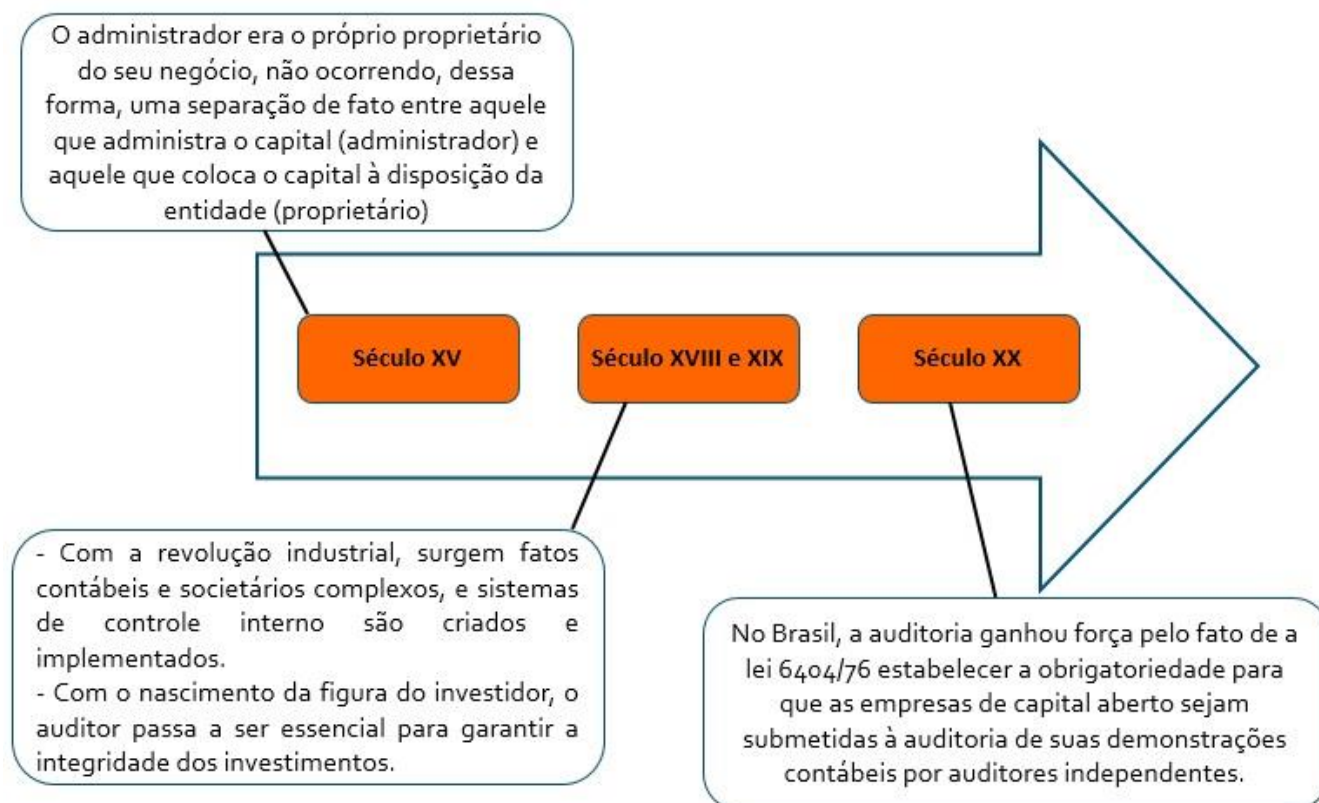 O administrador era o próprio proprietário
do seu negócio, não ocorrendo, dessa
forma, uma separação de fato entre aquele
que administra o capital (administrador) e
aquele que coloca o capital à disposição da
entidade (proprietário)
Século XV
Século XVIII e XIX
Século XX
- Com a revolução industrial, surgem fatos
contábeis e societários complexos, e sistemas
de controle interno são criados e
implementados.
- Com o nascimento da figura do investidor, o
auditor passa a ser essencial para garantir a
integridade dos investimentos.
No Brasil, a auditoria ganhou força pelo fato de a
lei 6404/76 estabelecer a obrigatoriedade para
que as empresas de capital aberto sejam
submetidas à auditoria de suas demonstrações
contábeis por auditores independentes.